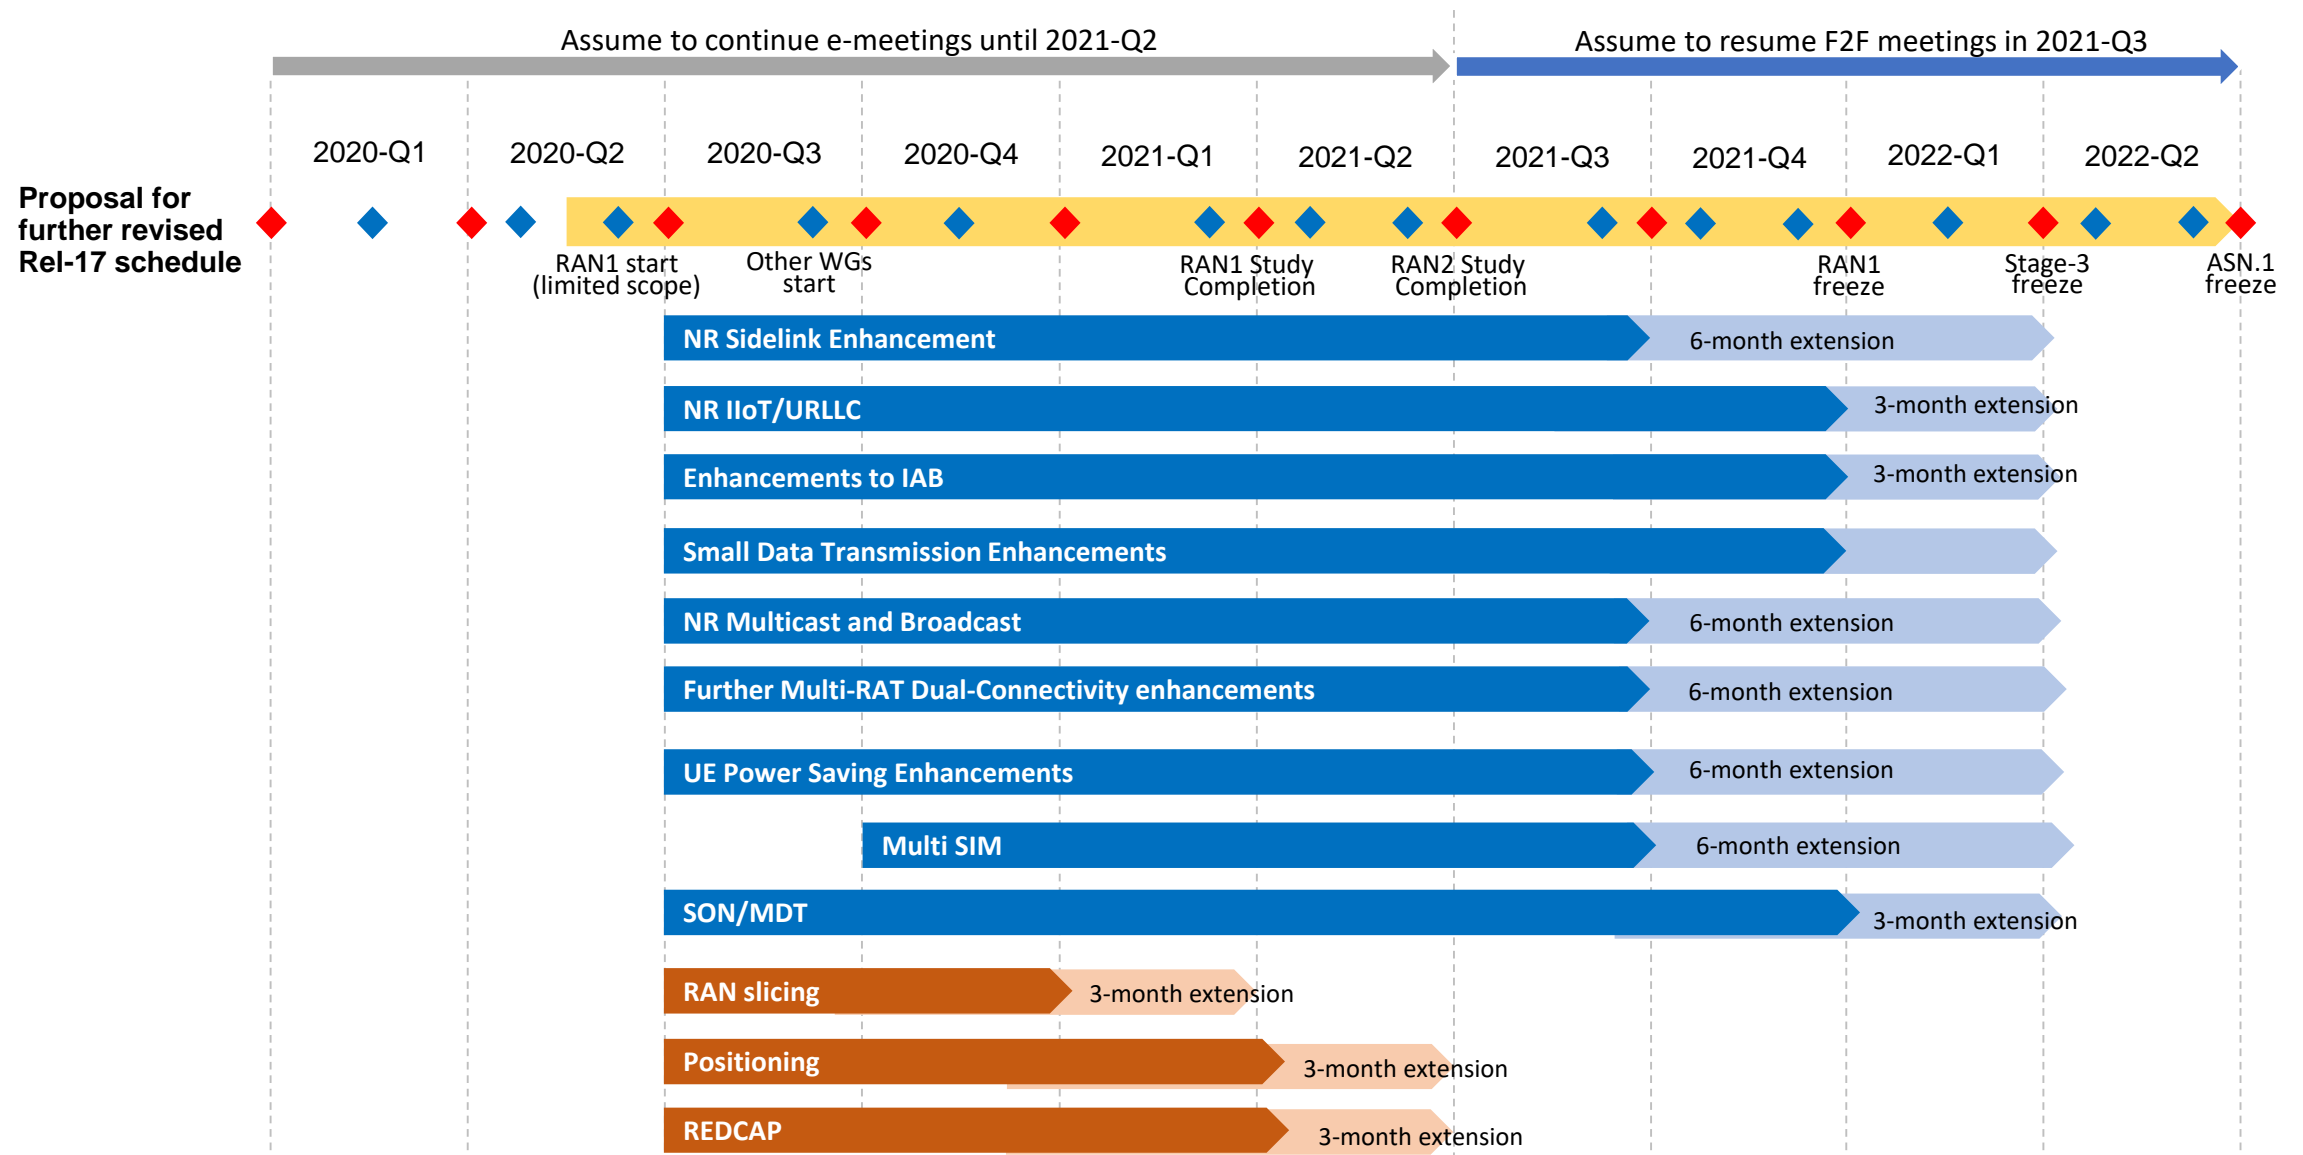 Assume to continue e-meetings until 2021-Q2
Assume to resume F2F meetings in 2021-Q3
2020-Q1
2020-Q2
2020-Q3
2020-Q4
2021-Q1
2021-Q2
2021-Q3
2021-Q4
2022-Q1
2022-Q2
Proposal for
further revised
Rel-17 schedule
RAN1 start
(limited scope)
Other WGs
start
RAN1 Study
Completion
RAN2 Study
Completion
RAN1
freeze
Stage-3
freeze
ASN.1
freeze
NR Sidelink Enhancement
6-month extension
NR IIoT/URLLC
3-month extension
Enhancements to IAB
3-month extension
Small Data Transmission Enhancements
NR Multicast and Broadcast
6-month extension
Further Multi-RAT Dual-Connectivity enhancements
6-month extension
UE Power Saving Enhancements
6-month extension
Multi SIM
6-month extension
SON/MDT
3-month extension
RAN slicing
3-month extension
Positioning
3-month extension
REDCAP
3-month extension